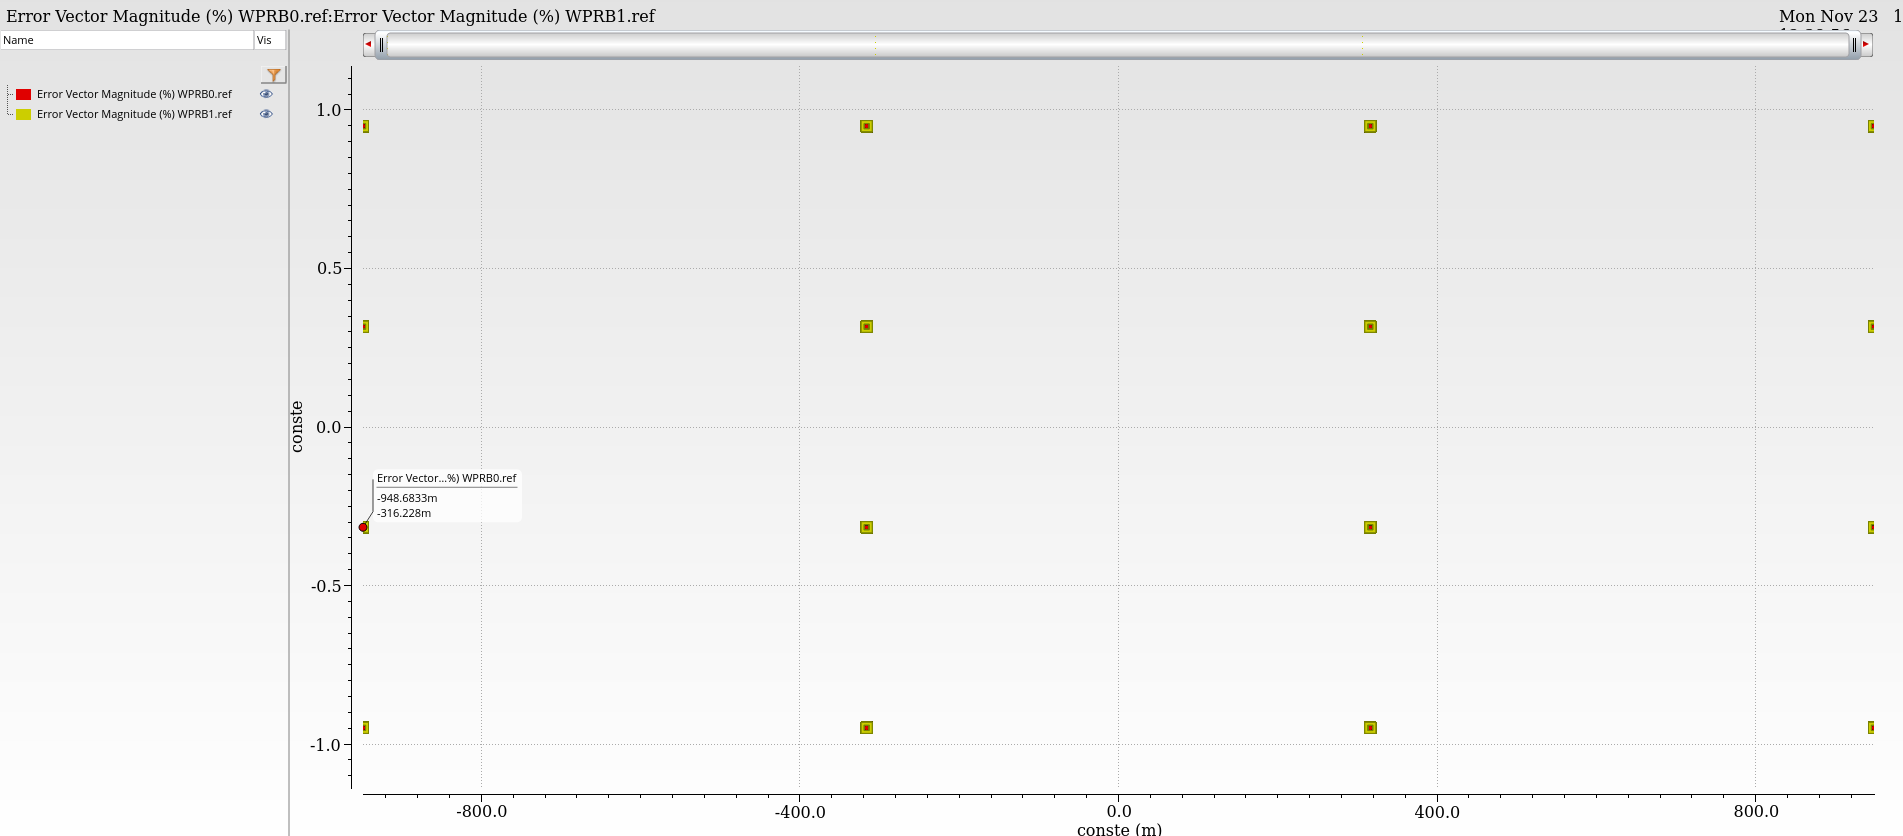 Error Vector Magnitude (%) WPRB0.ref:Error Vector Magnitude (%) WPRB1.ref
Mon Nov 23 1
Name
Vis
Error Vector Magnitude (%) WPRB0.ref
Error Vector Magnitude (%) WPRB1.ref
1.0
0.5
0.0
-0.5
-1.0
conste
Error Vector...%) WPRB0.ref
-948.6833m
-316.228m
-800.0
-400.0
0.0
400.0
800.0
conste (m)